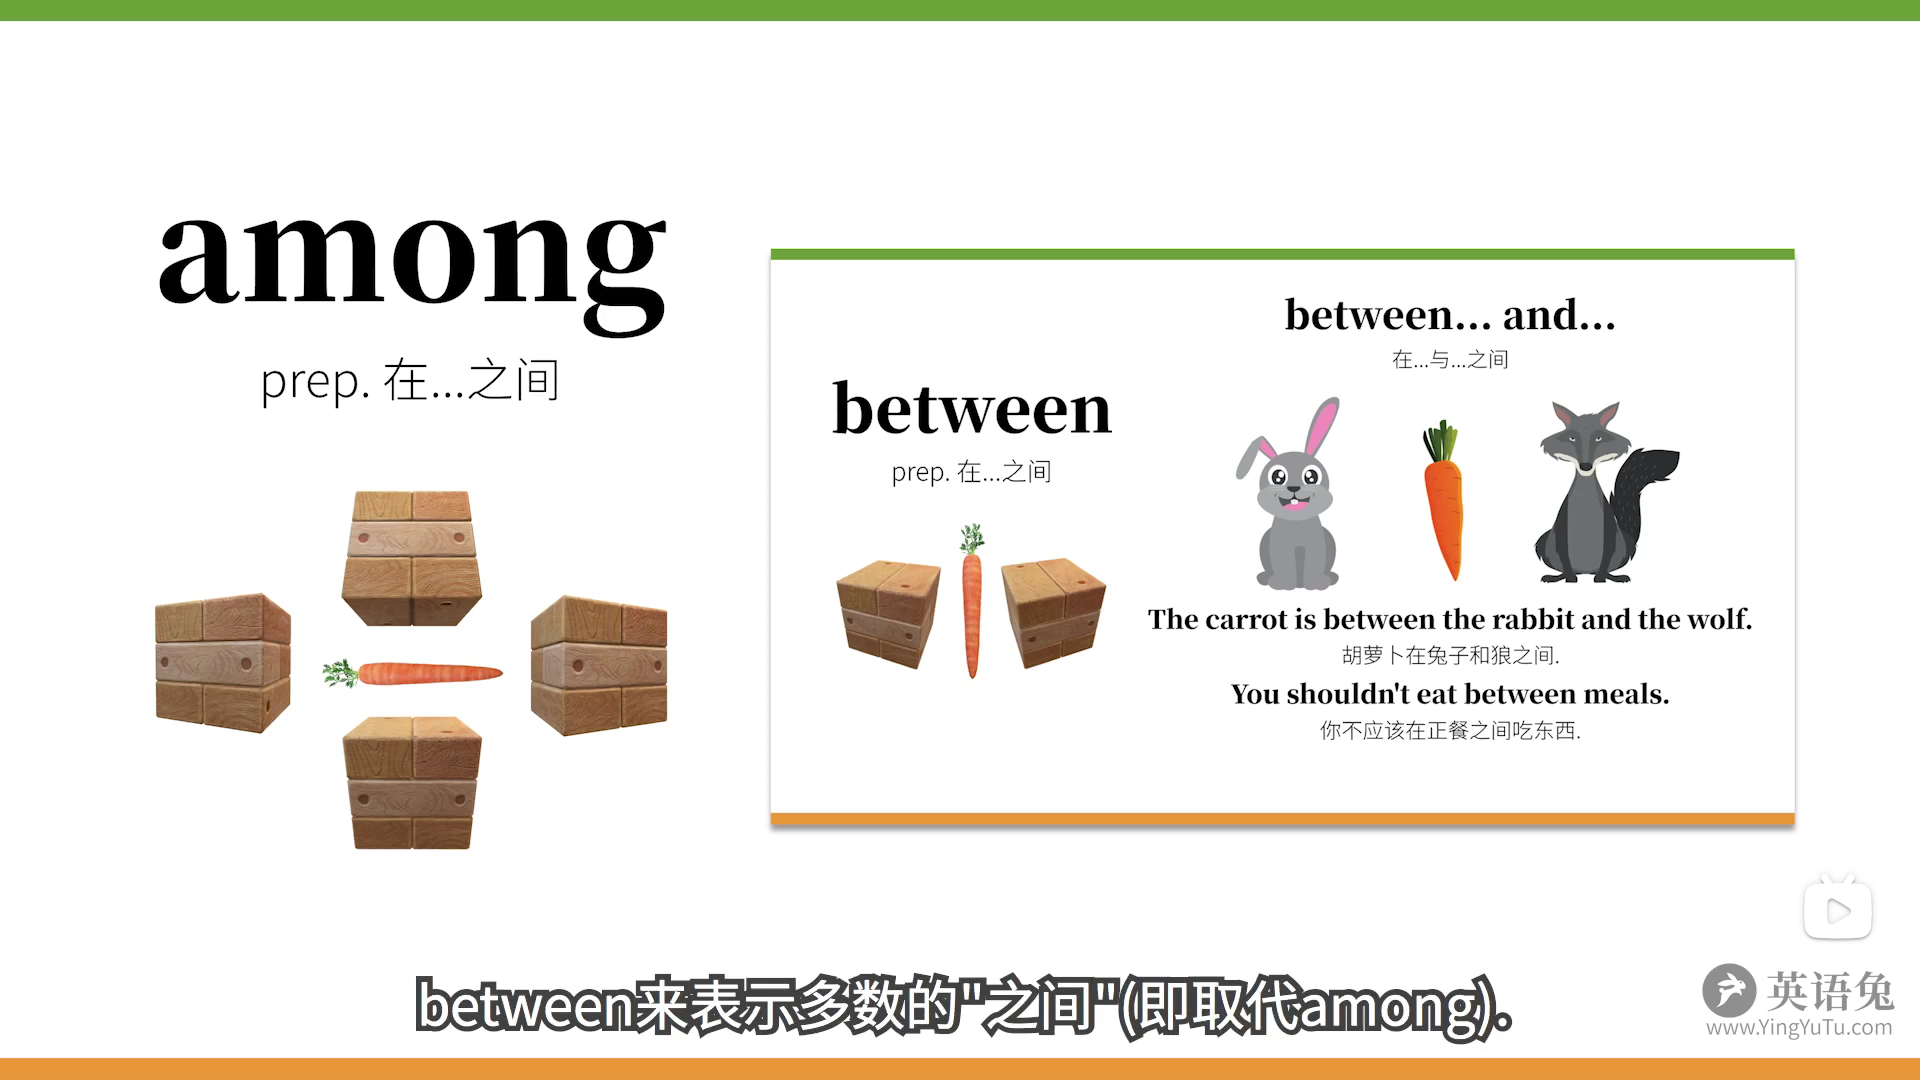 among
prep. 在...之间
between
prep. 在...之间
between... and...
在...与...之间
The carrot is between the rabbit and the wolf.
胡萝卜在兔子和狼之间.
You shouldn't eat between meals.
你不应该在正餐之间吃东西.
between来表示多数的"之间"(即取代among).
英语兔
www.YingYuTu.com